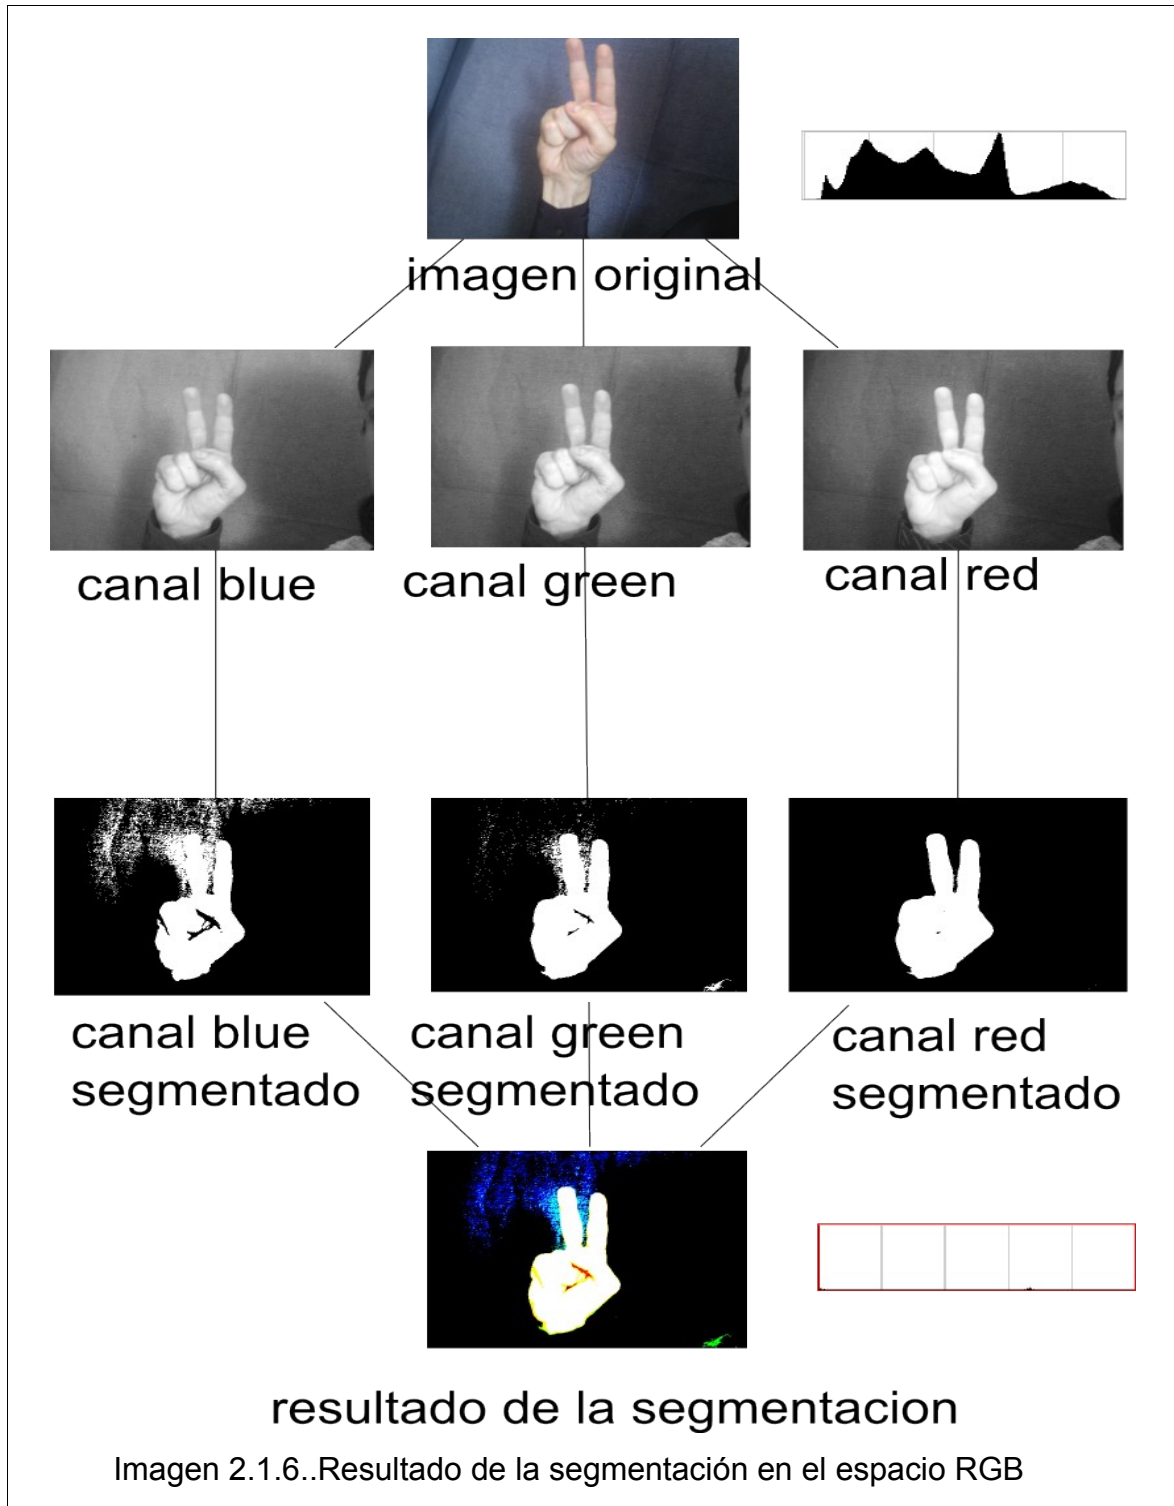 imagen original
canal blue
canal green
canal red
canal blue
segmentado
canal green
segmentado
canal red
segmentado
resultado de la segmentacion
Imagen 2.1.6..Resultado de la segmentación en el espacio RGB